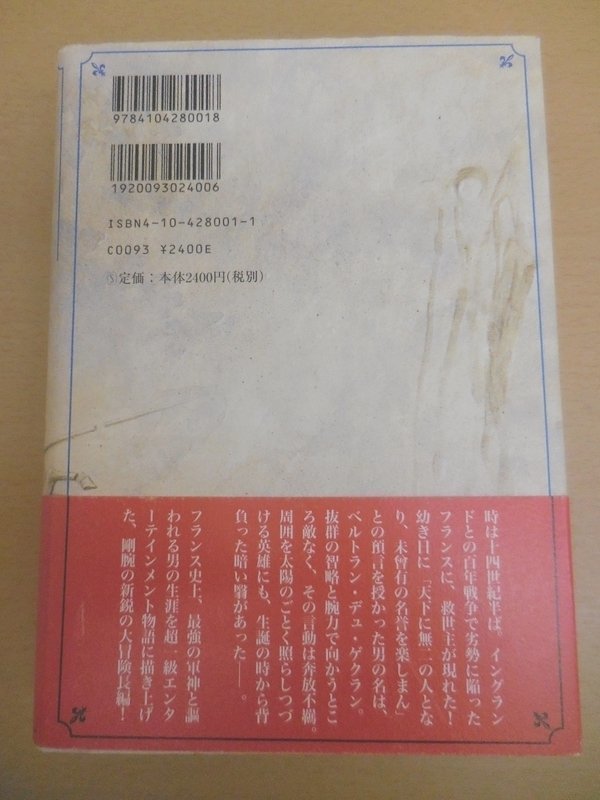 9784104280018
1920093024006
ISBN4-10-428001-1
C0093 ¥2400E
Ⓢ定価：本体2400円(税別)
時は十四世紀半ば。イングラン
ドとの百年戦争で劣勢に陥った
フランスに、救世主が現れた！
幼き日に「天下に無二の人とな
り、未曾有の名誉を楽しまん」
との預言を授かった男の名は、
ベルトラン・デュ・ゲクラン。
抜群の智略と腕力で向かうとこ
ろ敵なく、その言動は奔放不羈。
周囲を太陽のごとく照らしつづ
ける英雄にも、生誕の時から背
負った暗い翳があった――。
フランス史上、最強の軍神と謳
われる男の生涯を超一級エンタ
ーテインメント物語に描き上げ
た、剛腕の新鋭の大冒険長編！